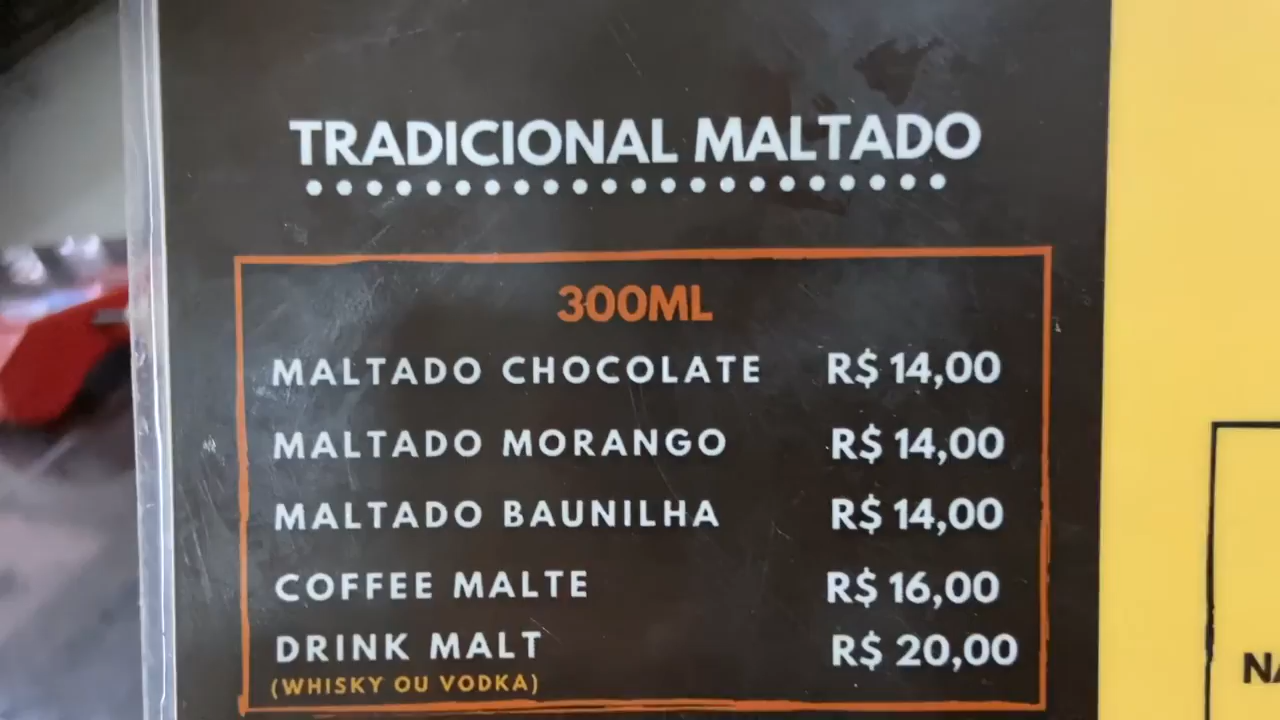 TRADICIONAL MALTADO
300ML
MALTADO CHOCOLATE R$ 14,00
MALTADO MORANGO R$ 14,00
MALTADO BAUNILHA R$ 14,00
COFFEE MALTE R$ 16,00
DRINK MALT R$ 20,00
(WHISKY OU VODKA)